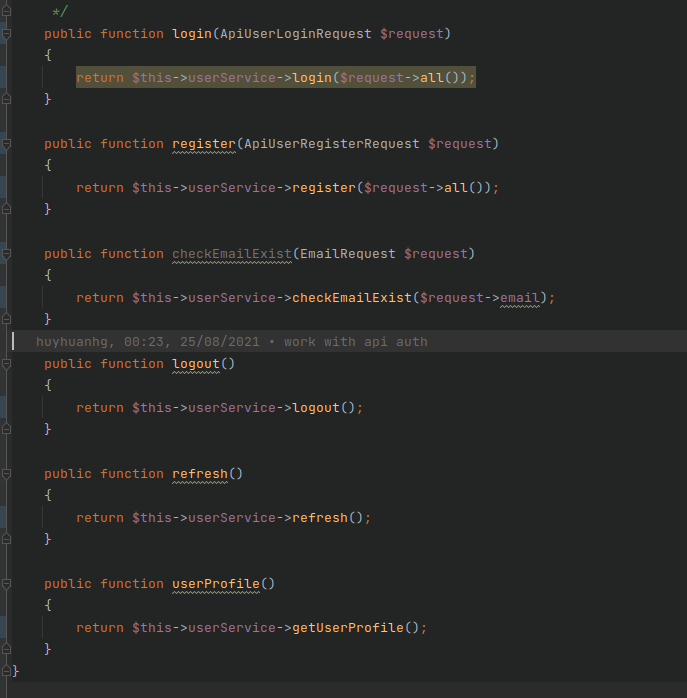 */
public function login(ApiUserLoginRequest $request)
{
return $this->userService->login($request->all());
}
public function register(ApiUserRegisterRequest $request)
{
return $this->userService->register($request->all());
}
public function checkEmailExist(EmailRequest $request)
{
return $this->userService->checkEmailExist($request->email);
}
huyhuanhg, 00:23, 25/08/2021 • work with api auth
public function logout()
{
return $this->userService->logout();
}
public function refresh()
{
return $this->userService->refresh();
}
public function userProfile()
{
return $this->userService->getUserProfile();
}
}